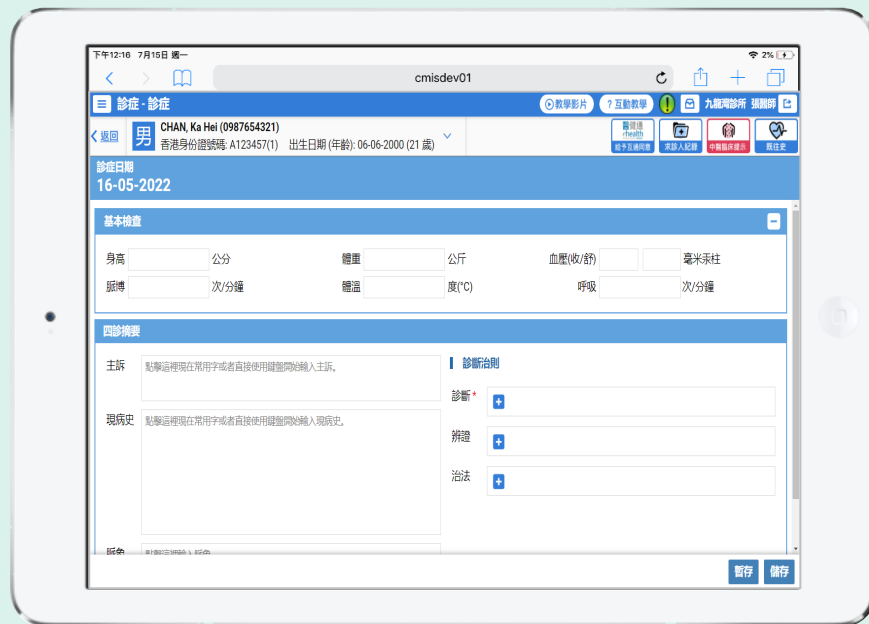 下午12:16 7月15日 週一
2%
cmisdev01
診症 - 診症
教學影片
? 互動教學
九龍灣診所 張醫師
返回
男
CHAN, Ka Hei (0987654321)
香港身份證號碼: A123457(1) 出生日期 (年齡): 06-06-2000 (21 歲)
醫健通
ehealth
給予互通同意
求診人紀錄
中醫臨床提示
既往史
診症日期
16-05-2022
基本檢查
身高 公分 體重 公斤 血壓(收/舒) 毫米汞柱
脈搏 次/分鐘 體溫 度(°C) 呼吸 次/分鐘
四診摘要
主訴 點擊這裡現在常用字或者直接使用鍵盤開始輸入主訴。
現病史 點擊這裡現在常用字或者直接使用鍵盤開始輸入現病史。
診斷治則
診斷*
辨證
治法
暫存 儲存